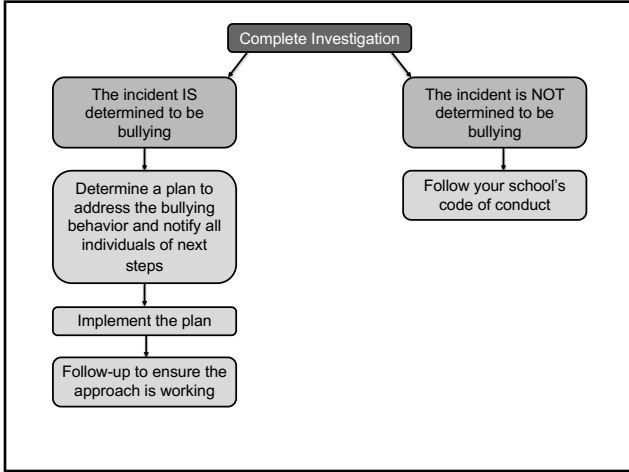 Complete Investigation
The incident IS
determined to be
bullying
The incident is NOT
determined to be
bullying
Determine a plan to
address the bullying
behavior and notify all
individuals of next
steps
Follow your school's
code of conduct
Implement the plan
Follow-up to ensure the
approach is working